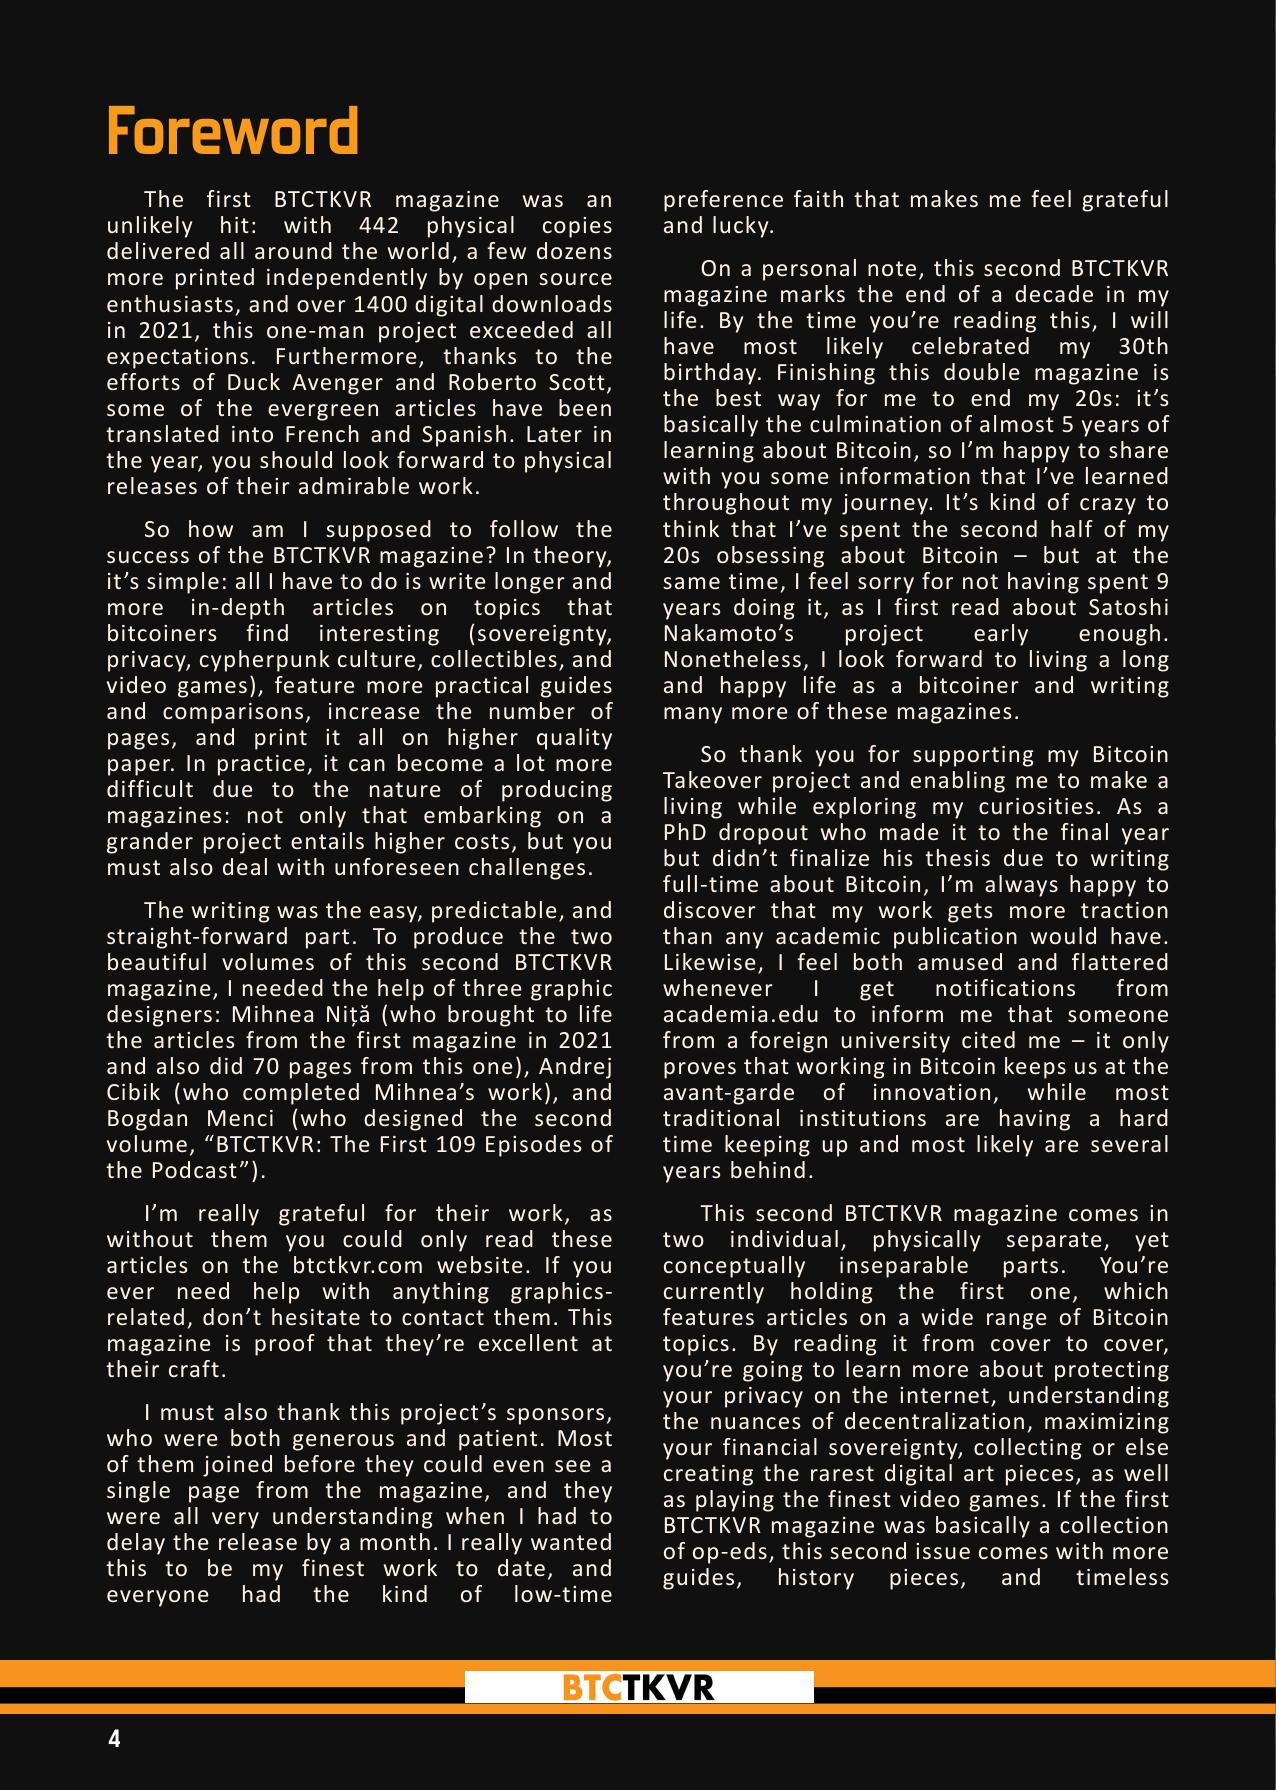 Foreword
The first BTCTKVR magazine was an
unlikely hit: with 442 physical copies
delivered all around the world, a few dozens
more printed independently by open source
enthusiasts, and over 1400 digital downloads
in 2021, this one-man project exceeded all
expectations. Furthermore, thanks to the
efforts of Duck Avenger and Roberto Scott,
some of the evergreen articles have been
translated into French and Spanish. Later in
the year, you should look forward to physical
releases of their admirable work.
So how am I supposed to follow the
success of the BTCTKVR magazine? In theory,
it’s simple: all I have to do is write longer and
more in-depth articles on topics that
bitcoiners find interesting (sovereignty,
privacy, cypherpunk culture, collectibles, and
video games), feature more practical guides
and comparisons, increase the number of
pages, and print it all on higher quality
paper. In practice, it can become a lot more
difficult due to the nature of producing
magazines: not only that embarking on a
grander project entails higher costs, but you
must also deal with unforeseen challenges.
The writing was the easy, predictable, and
straight-forward part. To produce the two
beautiful volumes of this second BTCTKVR
magazine, I needed the help of three graphic
designers: Mihnea Niță (who brought to life
the articles from the first magazine in 2021
and also did 70 pages from this one), Andrej
Cibik (who completed Mihnea’s work), and
Bogdan Menci (who designed the second
volume, “BTCTKVR: The First 109 Episodes of
the Podcast”).
I’m really grateful for their work, as
without them you could only read these
articles on the btctkvr.com website. If you
ever need help with anything graphics-
related, don’t hesitate to contact them. This
magazine is proof that they’re excellent at
their craft.
I must also thank this project’s sponsors,
who were both generous and patient. Most
of them joined before they could even see a
single page from the magazine, and they
were all very understanding when I had to
delay the release by a month. I really wanted
this to be my finest work to date, and
everyone had the kind of low-time
preference faith that makes me feel grateful
and lucky.
On a personal note, this second BTCTKVR
magazine marks the end of a decade in my
life. By the time you’re reading this, I will
have most likely celebrated my 30th
birthday. Finishing this double magazine is
the best way for me to end my 20s: it’s
basically the culmination of almost 5 years of
learning about Bitcoin, so I’m happy to share
with you some information that I’ve learned
throughout my journey. It’s kind of crazy to
think that I’ve spent the second half of my
20s obsessing about Bitcoin – but at the
same time, I feel sorry for not having spent 9
years doing it, as I first read about Satoshi
Nakamoto’s project early enough.
Nonetheless, I look forward to living a long
and happy life as a bitcoiner and writing
many more of these magazines.
So thank you for supporting my Bitcoin
Takeover project and enabling me to make a
living while exploring my curiosities. As a
PhD dropout who made it to the final year
but didn’t finalize his thesis due to writing
full-time about Bitcoin, I’m always happy to
discover that my work gets more traction
than any academic publication would have.
Likewise, I feel both amused and flattered
whenever I get notifications from
academia.edu to inform me that someone
from a foreign university cited me – it only
proves that working in Bitcoin keeps us at the
avant-garde of innovation, while most
traditional institutions are having a hard
time keeping up and most likely are several
years behind.
This second BTCTKVR magazine comes in
two individual, physically separate, yet
conceptually inseparable parts. You’re
currently holding the first one, which
features articles on a wide range of Bitcoin
topics. By reading it from cover to cover,
you’re going to learn more about protecting
your privacy on the internet, understanding
the nuances of decentralization, maximizing
your financial sovereignty, collecting or else
creating the rarest digital art pieces, as well
as playing the finest video games. If the first
BTCTKVR magazine was basically a collection
of op-eds, this second issue comes with more
guides, history pieces, and timeless
BTCTKVR
4